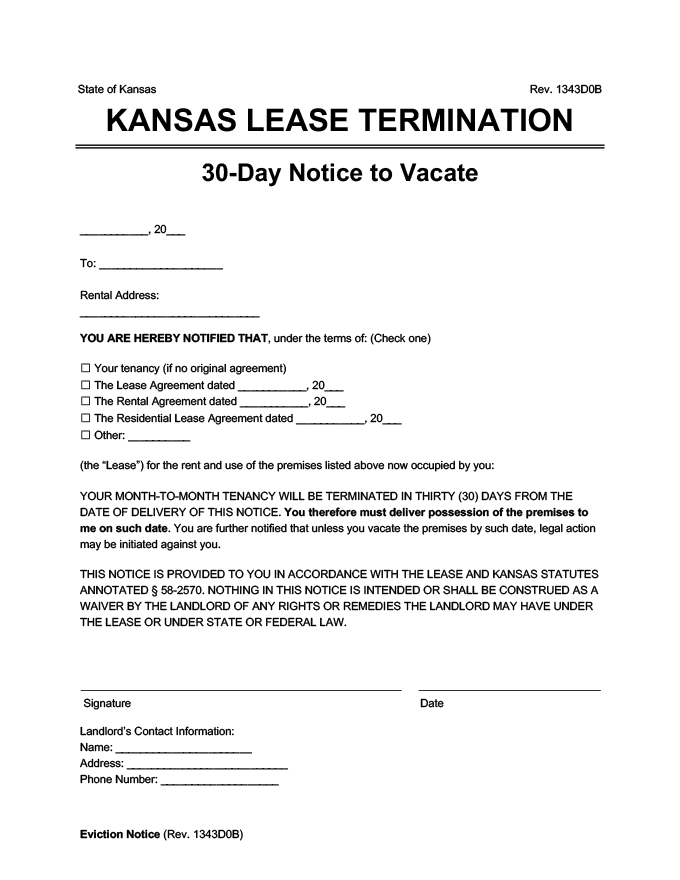 State of Kansas Rev. 1343D0B
KANSAS LEASE TERMINATION
30-Day Notice to Vacate
___________, 20___
To: ____________________
Rental Address:
_____________________________
YOU ARE HEREBY NOTIFIED THAT, under the terms of: (Check one)
☐ Your tenancy (if no original agreement)
☐ The Lease Agreement dated ___________, 20___
☐ The Rental Agreement dated ___________, 20___
☐ The Residential Lease Agreement dated ___________, 20___
☐ Other: __________
(the “Lease”) for the rent and use of the premises listed above now occupied by you:
YOUR MONTH-TO-MONTH TENANCY WILL BE TERMINATED IN THIRTY (30) DAYS FROM THE
DATE OF DELIVERY OF THIS NOTICE. You therefore must deliver possession of the premises to
me on such date. You are further notified that unless you vacate the premises by such date, legal action
may be initiated against you.
THIS NOTICE IS PROVIDED TO YOU IN ACCORDANCE WITH THE LEASE AND KANSAS STATUTES
ANNOTATED § 58-2570. NOTHING IN THIS NOTICE IS INTENDED OR SHALL BE CONSTRUED AS A
WAIVER BY THE LANDLORD OF ANY RIGHTS OR REMEDIES THE LANDLORD MAY HAVE UNDER
THE LEASE OR UNDER STATE OR FEDERAL LAW.
Signature Date
Landlord’s Contact Information:
Name: ______________________
Address: __________________________
Phone Number: ___________________
Eviction Notice (Rev. 1343D0B)